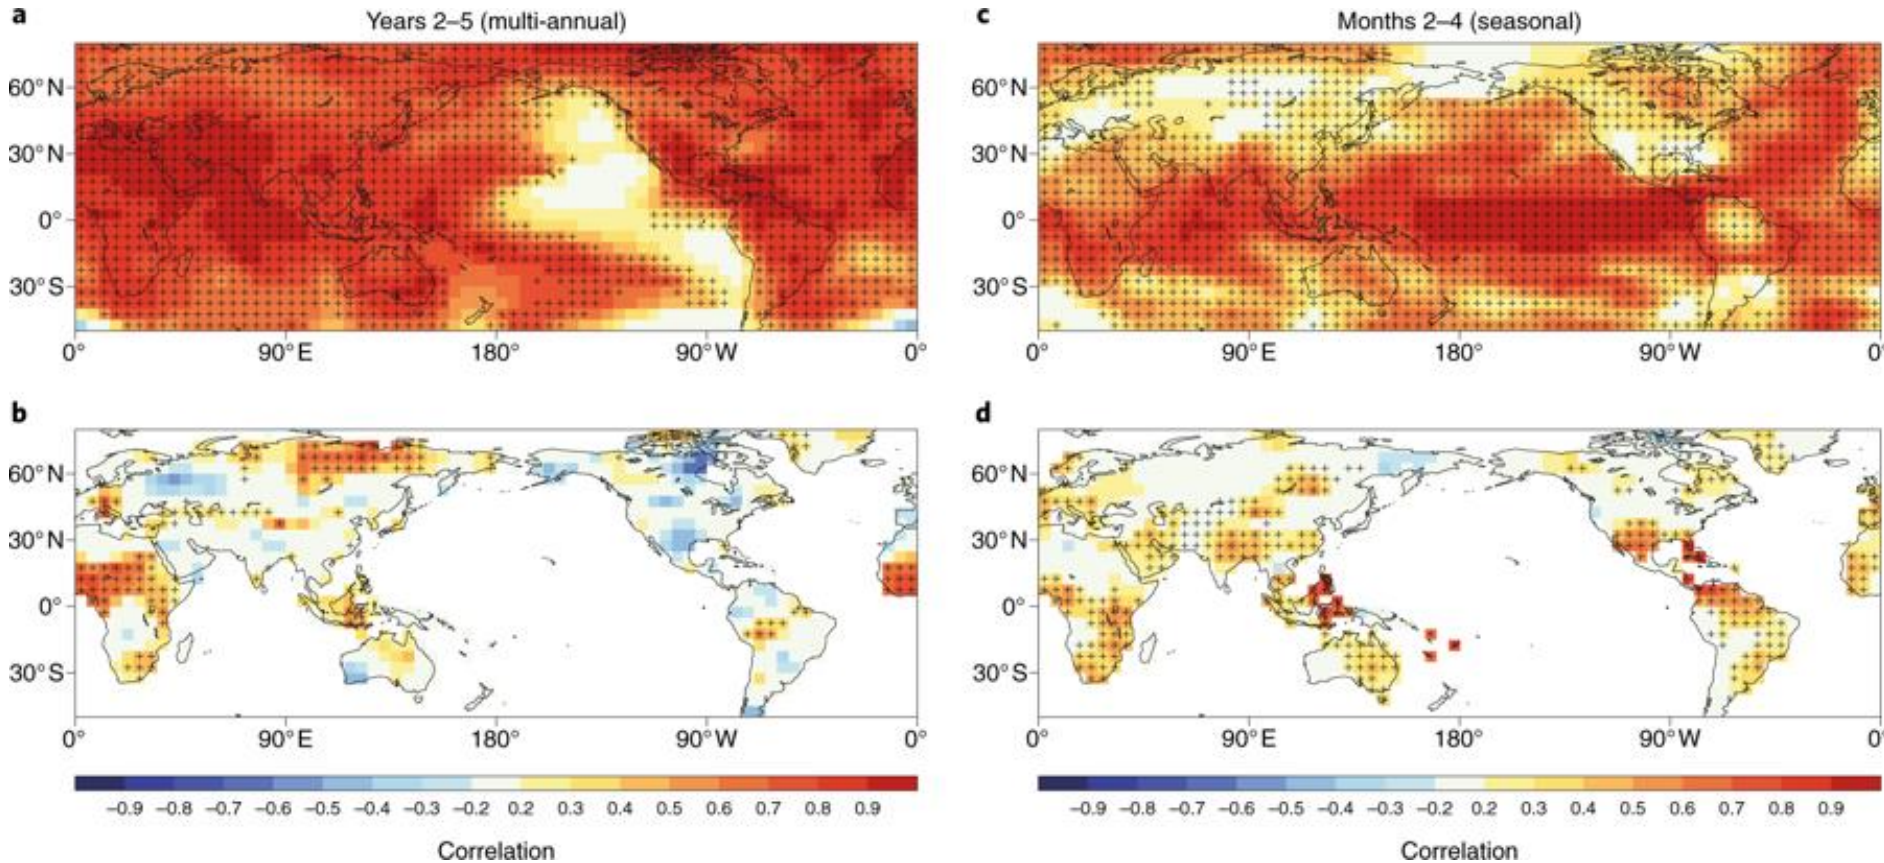 a
Years 2–5 (multi-annual)
60° N
30° N
0°
30° S
0°
90° E
180°
90° W
0°
c
Months 2–4 (seasonal)
60° N
30° N
0°
30° S
0°
90° E
180°
90° W
0°
b
60° N
30° N
0°
30° S
0°
90° E
180°
90° W
0°
d
60° N
30° N
0°
30° S
0°
90° E
180°
90° W
0°
–0.9 –0.8 –0.7 –0.6 –0.5 –0.4 –0.3 –0.2 0.2 0.3 0.4 0.5 0.6 0.7 0.8 0.9
Correlation
–0.9 –0.8 –0.7 –0.6 –0.5 –0.4 –0.3 –0.2 0.2 0.3 0.4 0.5 0.6 0.7 0.8 0.9
Correlation